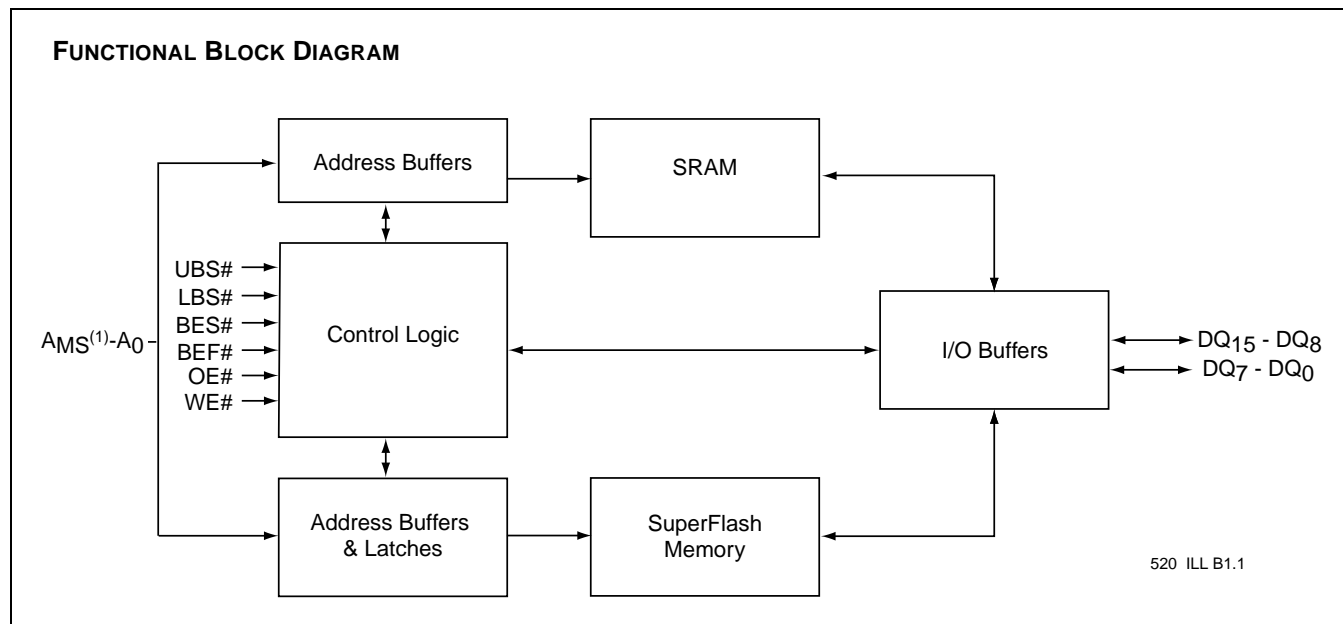 FUNCTIONAL BLOCK DIAGRAM
Address Buffers
SRAM
UBS#
LBS#
BES#
BEF#
OE#
WE#
AMS(1)-A0
Control Logic
I/O Buffers
DQ15 - DQ8
DQ7 - DQ0
Address Buffers
& Latches
SuperFlash
Memory
520 ILL B1.1